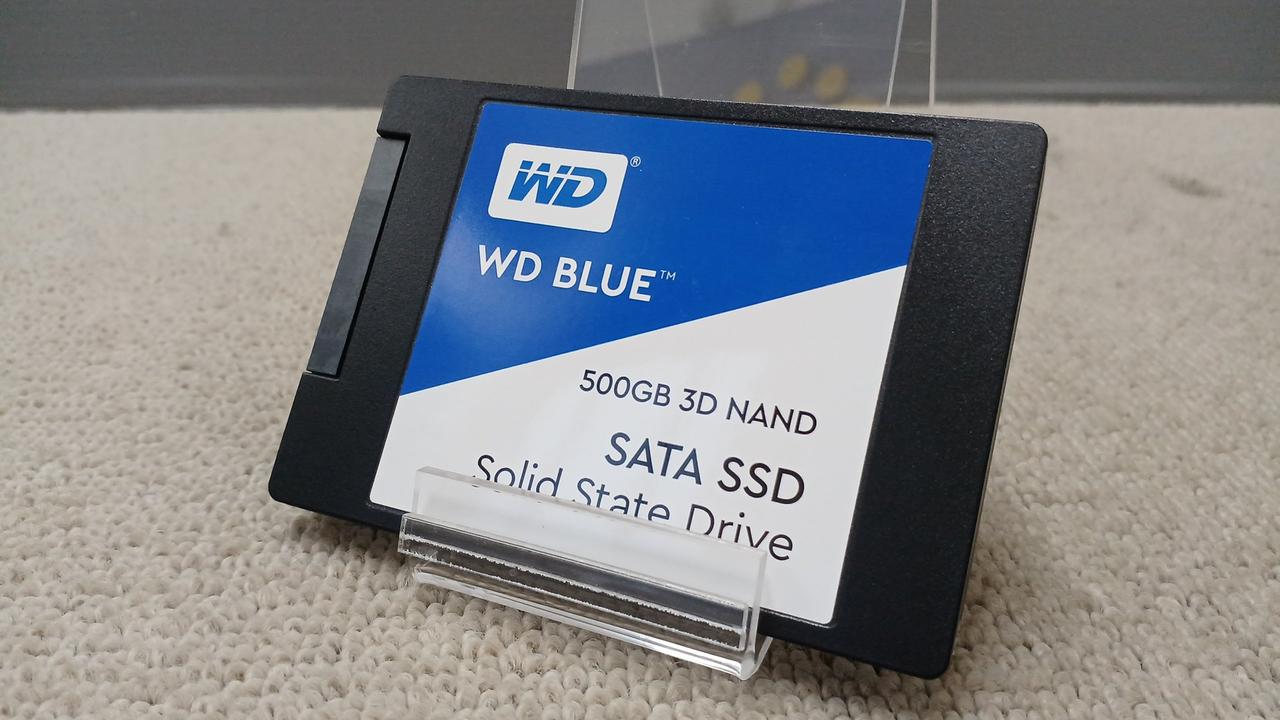 WD®
WD BLUE™
500GB 3D NAND
SATA SSD
Solid State Drive